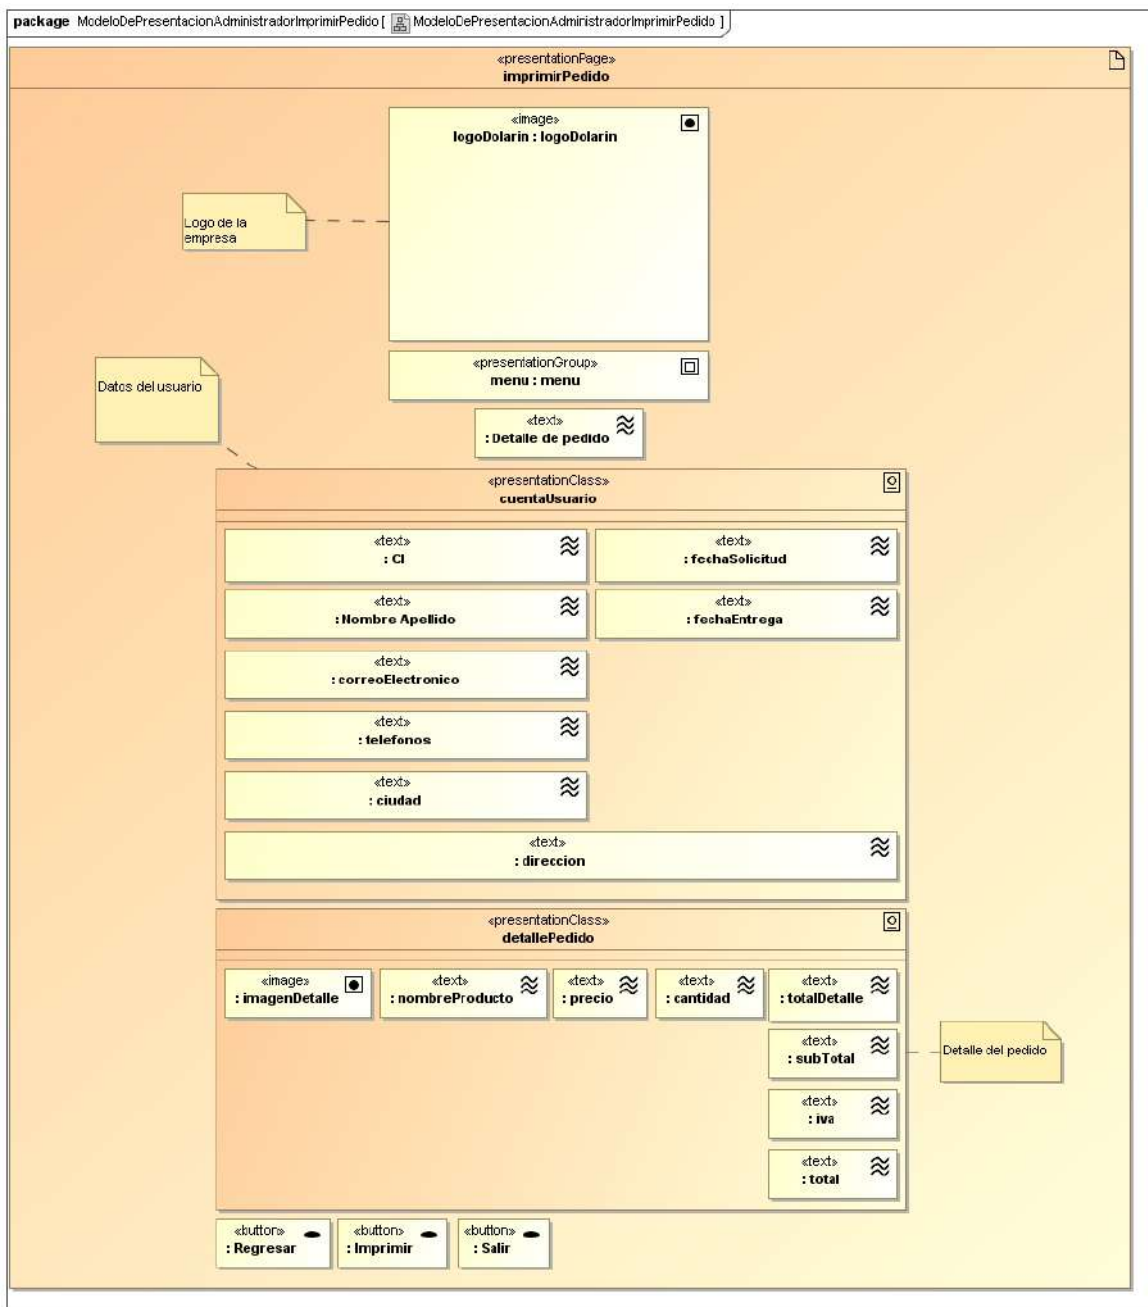 package ModeloDePresentacionAdministradorImprimirPedido [ ModeloDePresentacionAdministradorImprimirPedido ]
«presentationPage»
imprimirPedido
«image»
logoDolarin : logoDolarin
Logo de la
empresa
«presentationGroup»
menu : menu
Datos del usuario
«text»
: Detalle de pedido
«presentationClass»
cuentaUsuario
«text»
: CI
«text»
: fechaSolicitud
«text»
: Nombre Apellido
«text»
: fechaEntrega
«text»
: correoElectronico
«text»
: telefonos
«text»
: ciudad
«text»
: direccion
«presentationClass»
detallePedido
«image»
: imagenDetalle
«text»
: nombreProducto
«text»
: precio
«text»
: cantidad
«text»
: totalDetalle
«text»
: subTotal
Detalle del pedido
«text»
: iva
«text»
: total
«button»
: Regresar
«button»
: Imprimir
«button»
: Salir